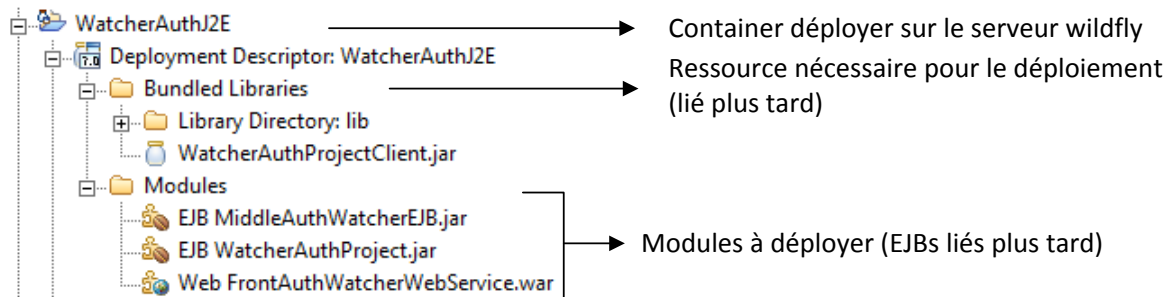 WatcherAuthJ2E
Container déployer sur le serveur wildfly
Deployment Descriptor: WatcherAuthJ2E
Ressource nécessaire pour le déploiement
(lié plus tard)
Bundled Libraries
Library Directory: lib
WatcherAuthProjectClient.jar
Modules
EJB MiddleAuthWatcherEJB.jar
EJB WatcherAuthProject.jar
Modules à déployer (EJBs liés plus tard)
Web FrontAuthWatcherWebService.war